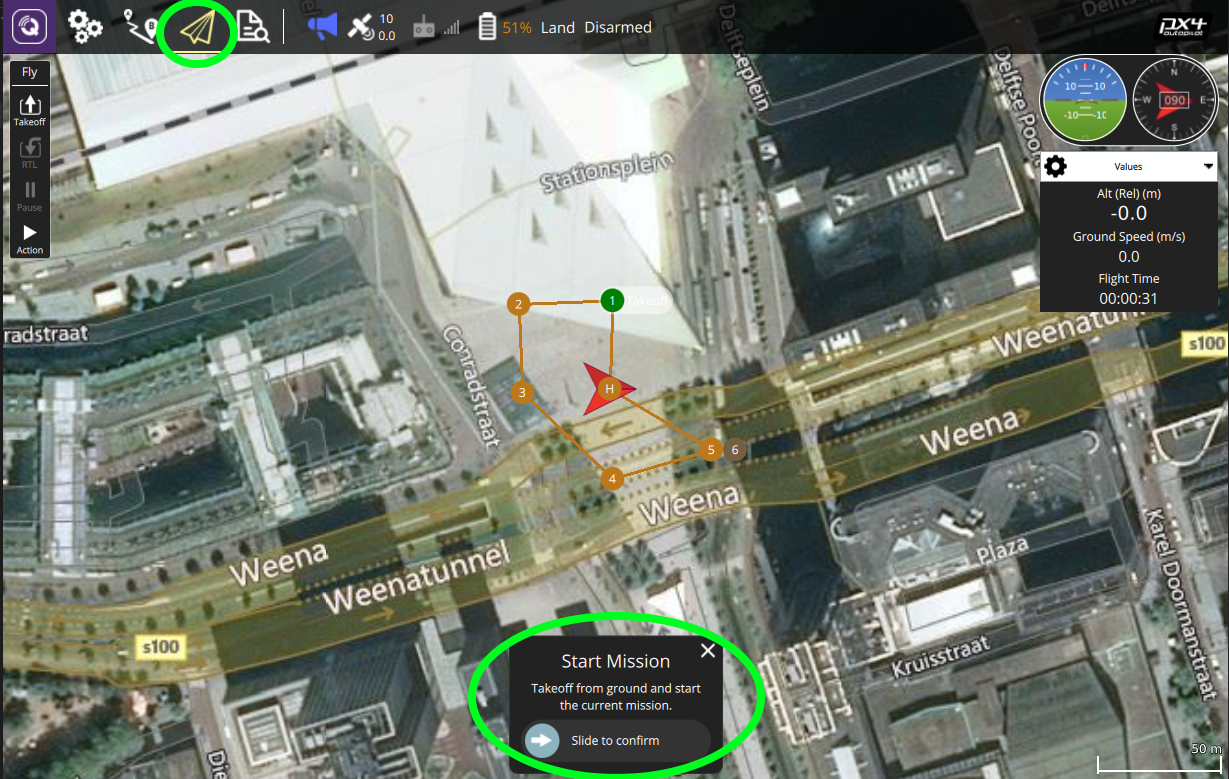 B
10
0.0
51%
Land
Disarmed
px4
autopilot
Fly
Takeoff
RTL
Pause
Action
Delftseplein
Delftse Poort
Stationsplein
N
W
090
E
S
10
10
-10
-10
Values
Alt (Rel) (m)
-0.0
Ground Speed (m/s)
0.0
Flight Time
00:00:31
2
1
Takeoff
radstraat
Conradstraat
Weenatun
s100
3
H
5
6
4
Weena
Weena
Weena
Weenatunnel
s100
Plaza
Karel Doormanstraat
Kruisstraat
Start Mission
Takeoff from ground and start
the current mission.
Slide to confirm
Die
50 m